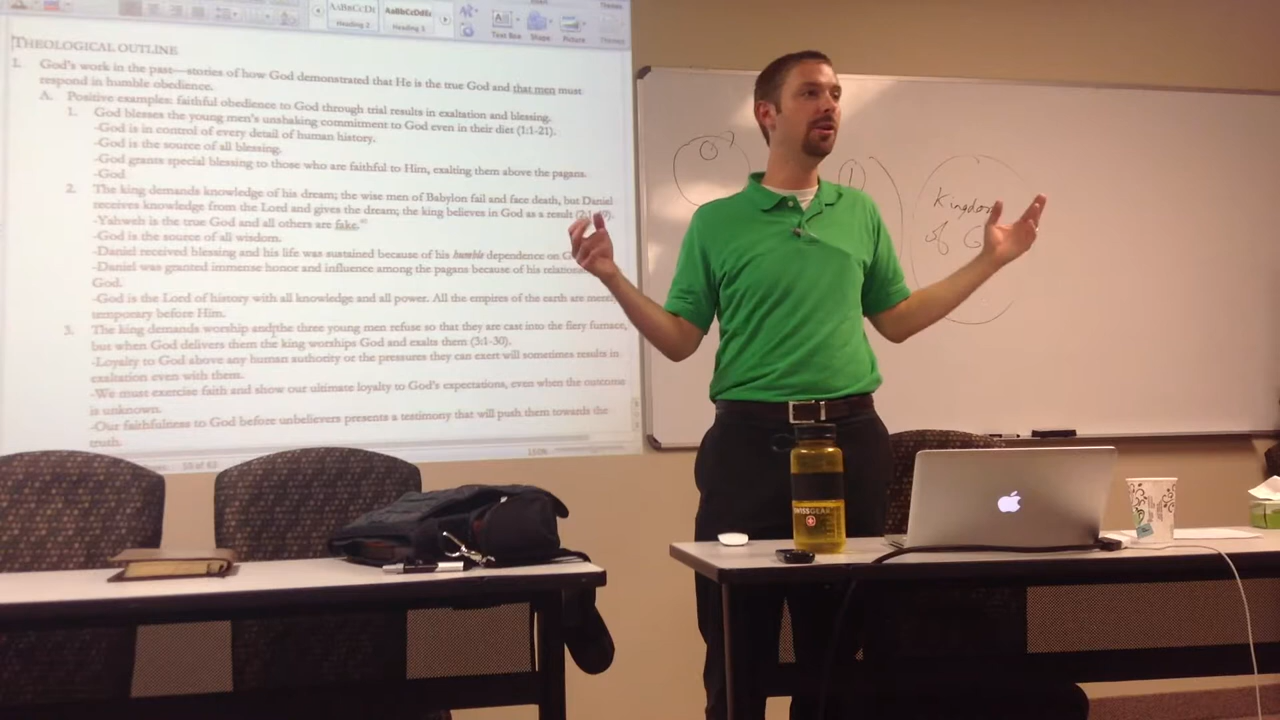 AaBbCcDc
AaBbCcDdEe
Heading 2
Heading 3
Text Box
Shape
Picture
Themes
THEOLOGICAL OUTLINE
1. God's work in the past—stories of how God demonstrated that He is the true God and that men must
respond in humble obedience.
A. Positive examples: faithful obedience to God through trial results in exaltation and blessing.
1. God blesses the young men's unshaking commitment to God even in their diet (1:1-21).
-God is in control of every detail of human history.
-God is the source of all blessing.
-God grants special blessing to those who are faithful to Him, exalting them above the pagans.
-God
2. The king demands knowledge of his dream; the wise men of Babylon fail and face death, but Daniel
receives knowledge from the Lord and gives the dream; the king believes in God as a result
-Yahweh is the true God and all others are fake.
-God is the source of all wisdom.
-Daniel received blessing and his life was sustained because of his humble dependence on
-Daniel was granted immense honor and influence among the pagans because of his
God.
-God is the Lord of history with all knowledge and all power. All the empires of the earth are
temporary before Him.
3. The king demands worship and the three young men refuse so that they are cast into the fiery furnace,
but when God delivers them the king worships God and exalts them (3:1-30).
-Loyalty to God above any human authority or the pressures they can exert will sometimes results in
exaltation even with them.
-We must exercise faith and show our ultimate loyalty to God's expectations, even when the outcome
is unknown.
-Our faithfulness to God before unbelievers presents a testimony that will push them towards the
truth.
150%
Kingdom
of G
SWISSGEAR